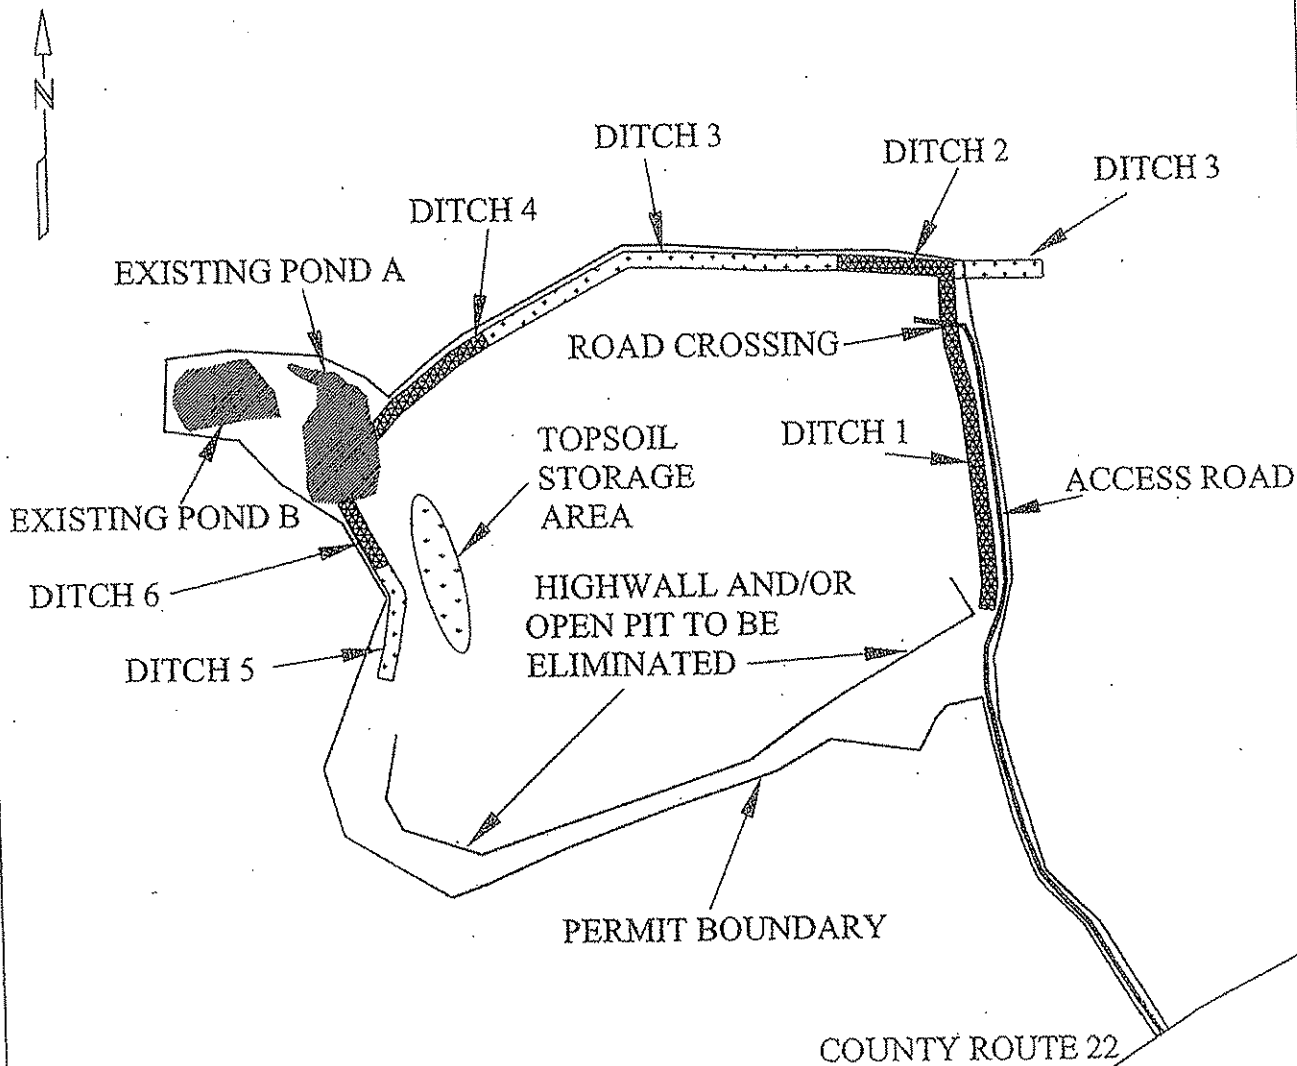 N
DITCH 3
DITCH 2
DITCH 3
DITCH 4
EXISTING POND A
ROAD CROSSING
TOPSOIL
STORAGE
AREA
DITCH 1
ACCESS ROAD
EXISTING POND B
DITCH 6
HIGHWALL AND/OR
OPEN PIT TO BE
ELIMINATED
DITCH 5
PERMIT BOUNDARY
COUNTY ROUTE 22